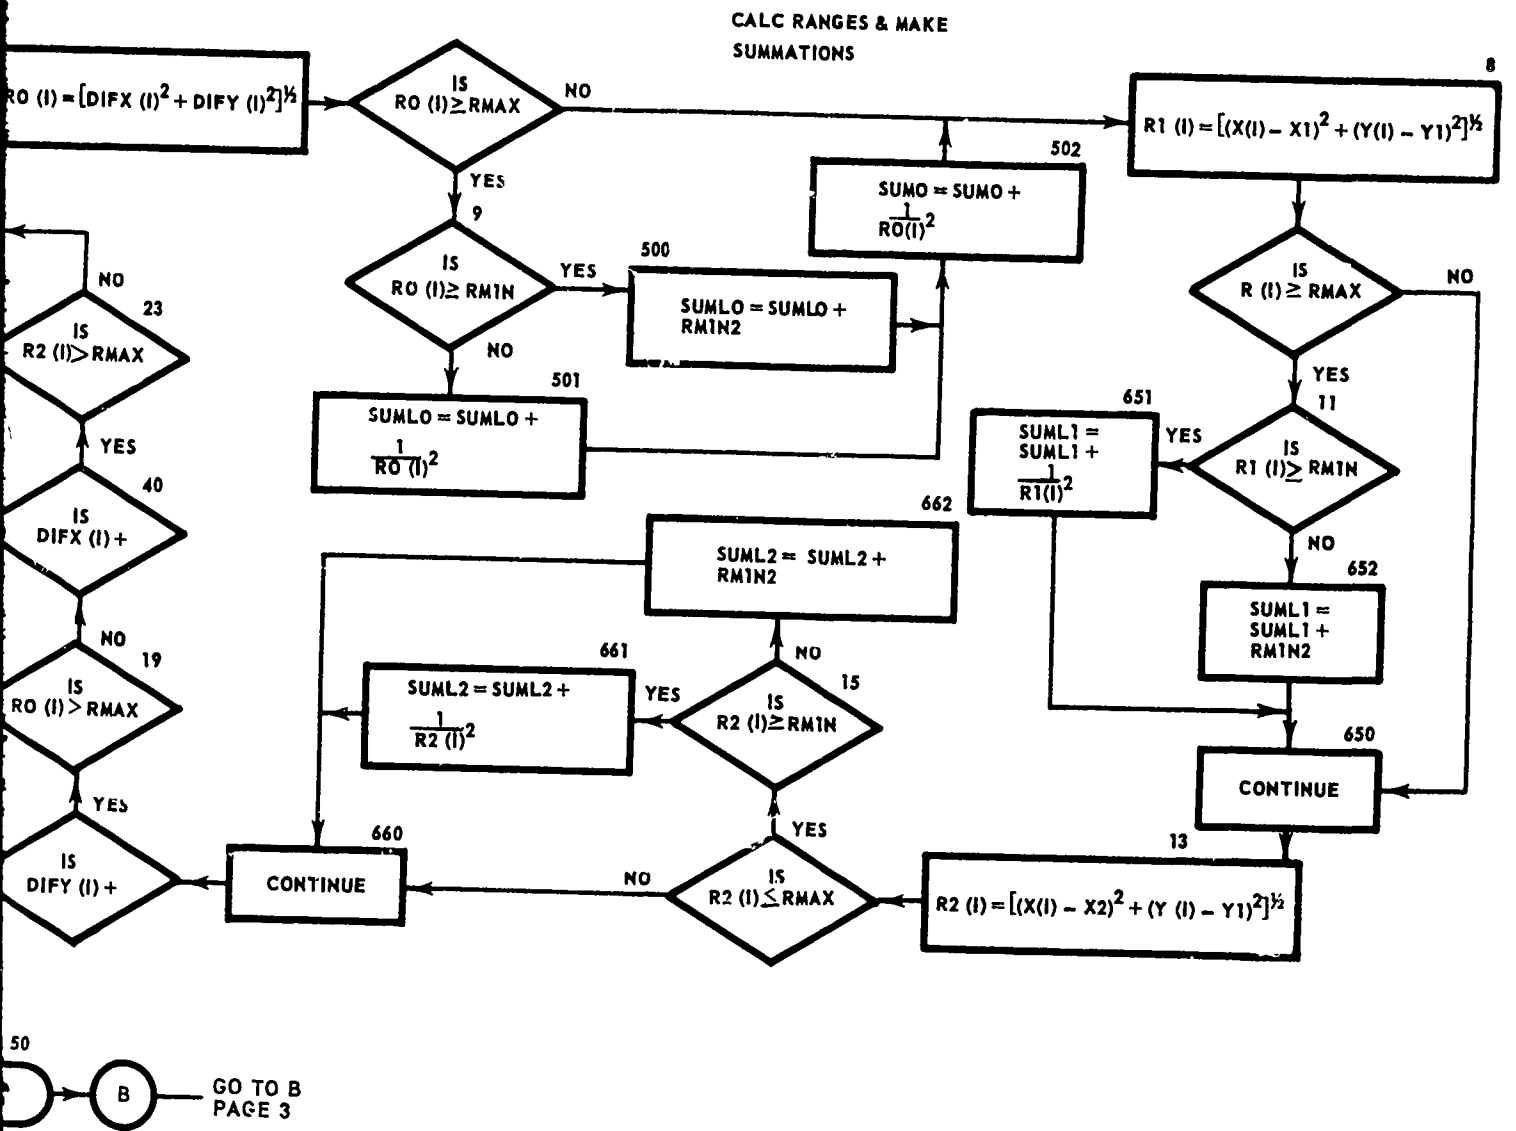 CALC RANGES & MAKE
SUMMATIONS
RO (I) = [DIFX (I)² + DIFY (I)²]½
IS
RO (I) ≥ RMAX
NO
YES
8
R1 (I) = [(X(I) – X1)² + (Y(I) – Y1)²]½
502
SUMO = SUMO +
1
RO(I)²
9
IS
RO (I) ≥ RM1N
YES
NO
500
SUMLO = SUMLO +
RM1N2
501
SUMLO = SUMLO +
1
RO (I)²
IS
R (I) ≥ RMAX
NO
YES
11
IS
R1 (I) ≥ RM1N
YES
NO
651
SUML1 =
SUML1 +
1
R1(I)²
652
SUML1 =
SUML1 +
RM1N2
650
CONTINUE
13
R2 (I) = [(X(I) – X2)² + (Y (I) – Y1)²]½
IS
R2 (I) ≤ RMAX
NO
YES
15
IS
R2 (I) ≥ RM1N
YES
NO
662
SUML2 = SUML2 +
RM1N2
661
SUML2 = SUML2 +
1
R2 (I)²
660
CONTINUE
IS
DIFY (I) +
YES
19
IS
RO (I) > RMAX
NO
40
IS
DIFX (I) +
YES
23
IS
R2 (I) > RMAX
NO
50
B
GO TO B
PAGE 3